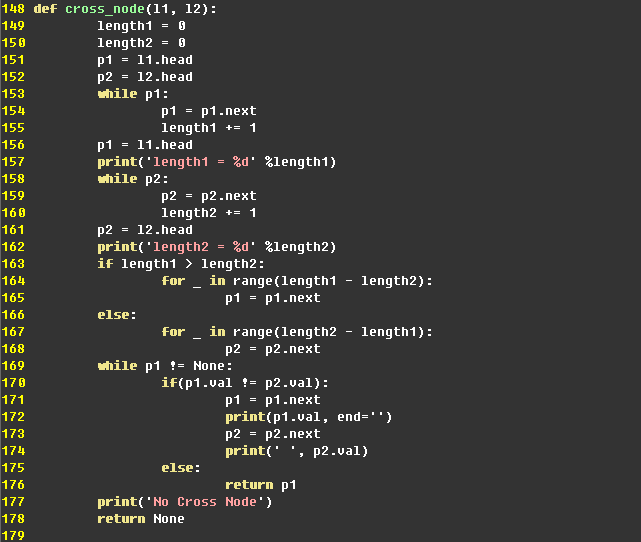 148 def cross_node(l1, l2):
149         length1 = 0
150         length2 = 0
151         p1 = l1.head
152         p2 = l2.head
153         while p1:
154                 p1 = p1.next
155                 length1 += 1
156         p1 = l1.head
157         print('length1 = %d' %length1)
158         while p2:
159                 p2 = p2.next
160                 length2 += 1
161         p2 = l2.head
162         print('length2 = %d' %length2)
163         if length1 > length2:
164                 for _ in range(length1 - length2):
165                         p1 = p1.next
166         else:
167                 for _ in range(length2 - length1):
168                         p2 = p2.next
169         while p1 != None:
170                 if(p1.val != p2.val):
171                         p1 = p1.next
172                         print(p1.val, end='')
173                         p2 = p2.next
174                         print(' ', p2.val)
175                 else:
176                         return p1
177         print('No Cross Node')
178         return None
179